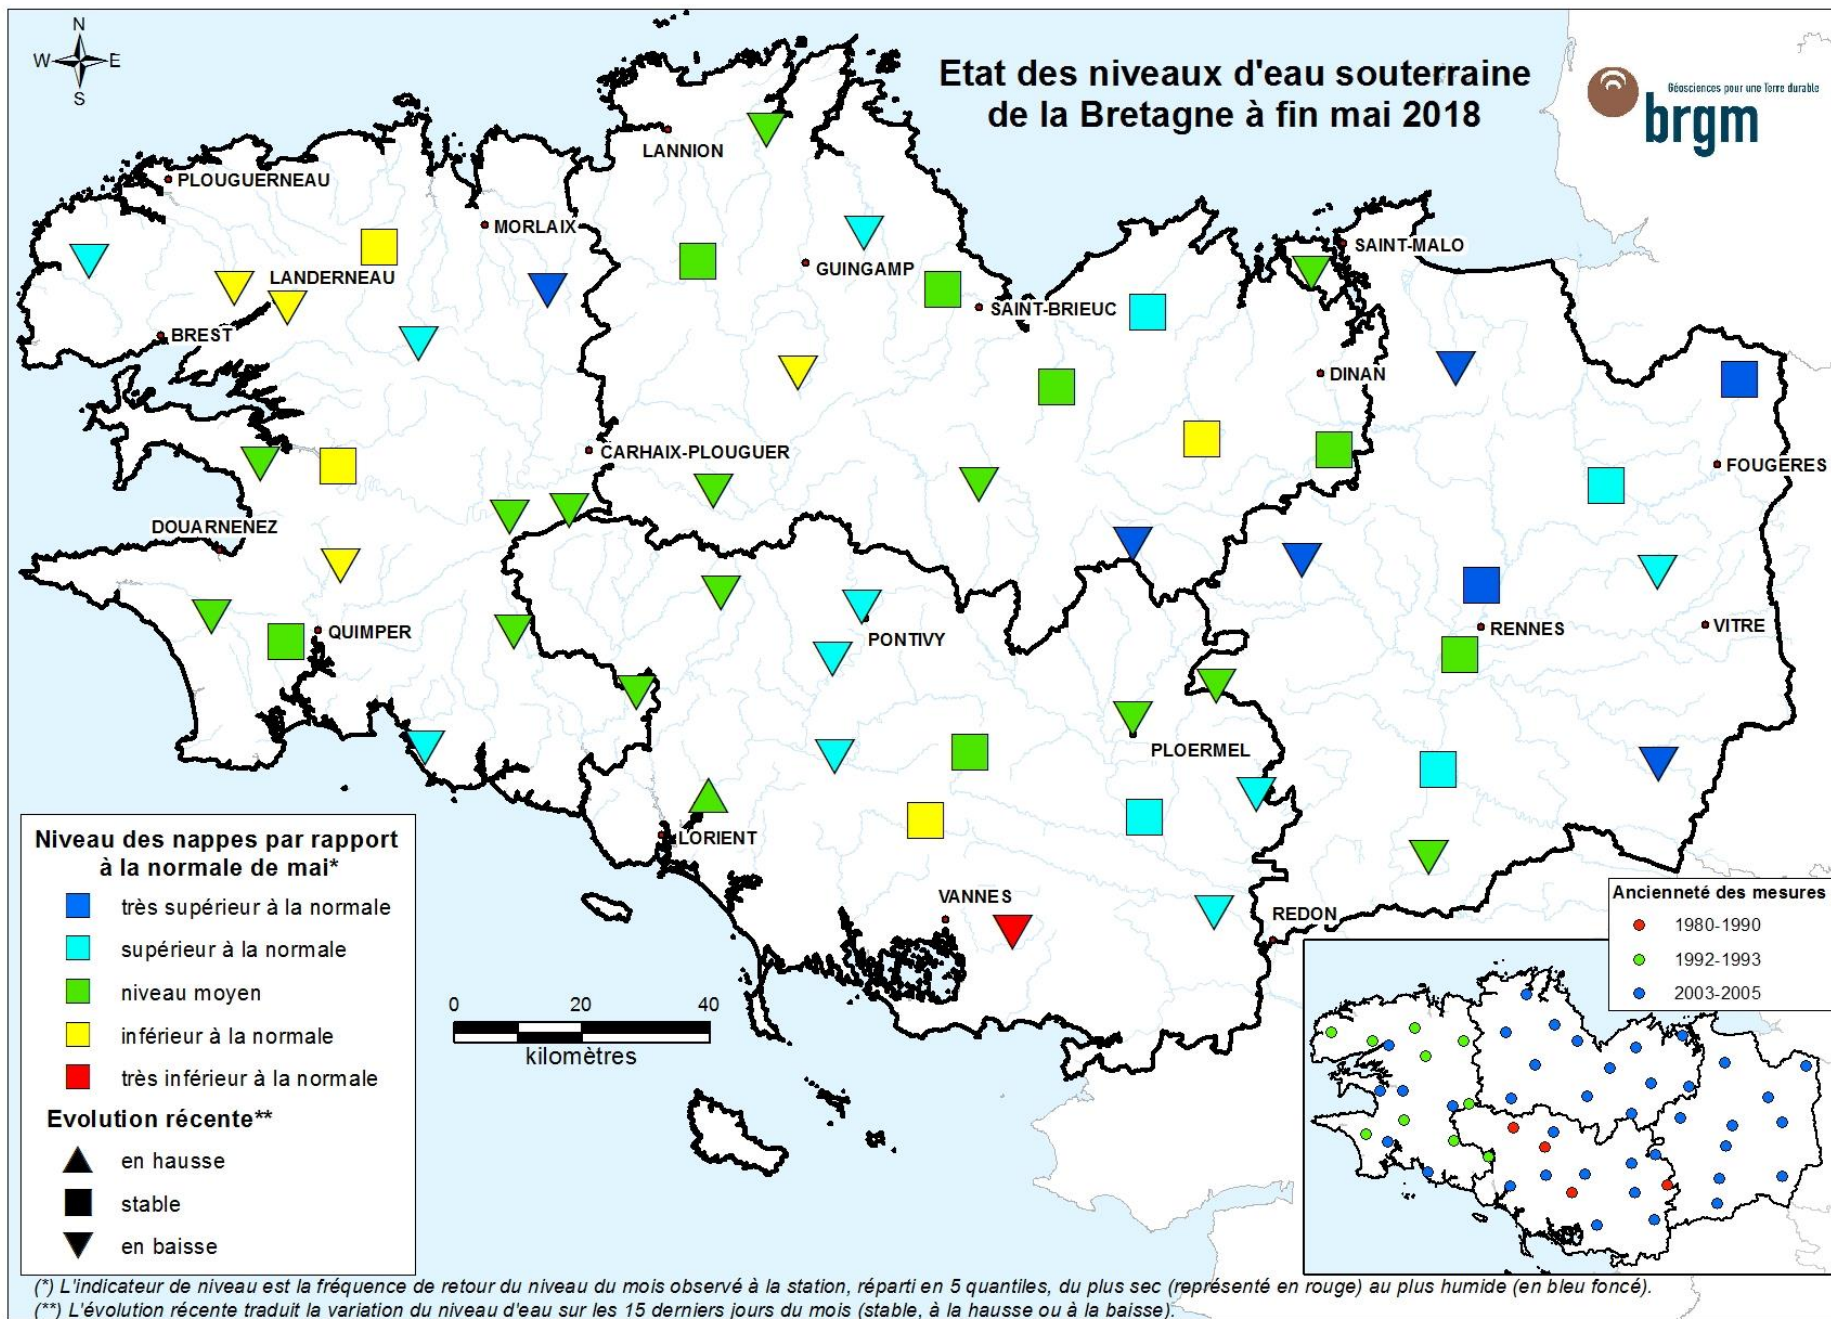 N
W E
S
Etat des niveaux d'eau souterraine
de la Bretagne à fin mai 2018
Géosciences pour une Terre durable
brgm
LANNION
PLOUGUERNEAU
MORLAIX
SAINT-MALO
GUINGAMP
LANDERNEAU
SAINT-BRIEUC
BREST
DINAN
CARHAIX-PLOUGUER
FOUGERES
DOUARNENEZ
QUIMPER
PONTIVY
RENNES
VITRE
PLOERMEL
LORIENT
VANNES
REDON
Niveau des nappes par rapport
à la normale de mai*
très supérieur à la normale
supérieur à la normale
niveau moyen
inférieur à la normale
très inférieur à la normale
Evolution récente**
en hausse
stable
en baisse
0 20 40
kilomètres
Ancienneté des mesures
1980-1990
1992-1993
2003-2005
(*) L'indicateur de niveau est la fréquence de retour du niveau du mois observé à la station, réparti en 5 quantiles, du plus sec (représenté en rouge) au plus humide (en bleu foncé).
(**) L'évolution récente traduit la variation du niveau d'eau sur les 15 derniers jours du mois (stable, à la hausse ou à la baisse).